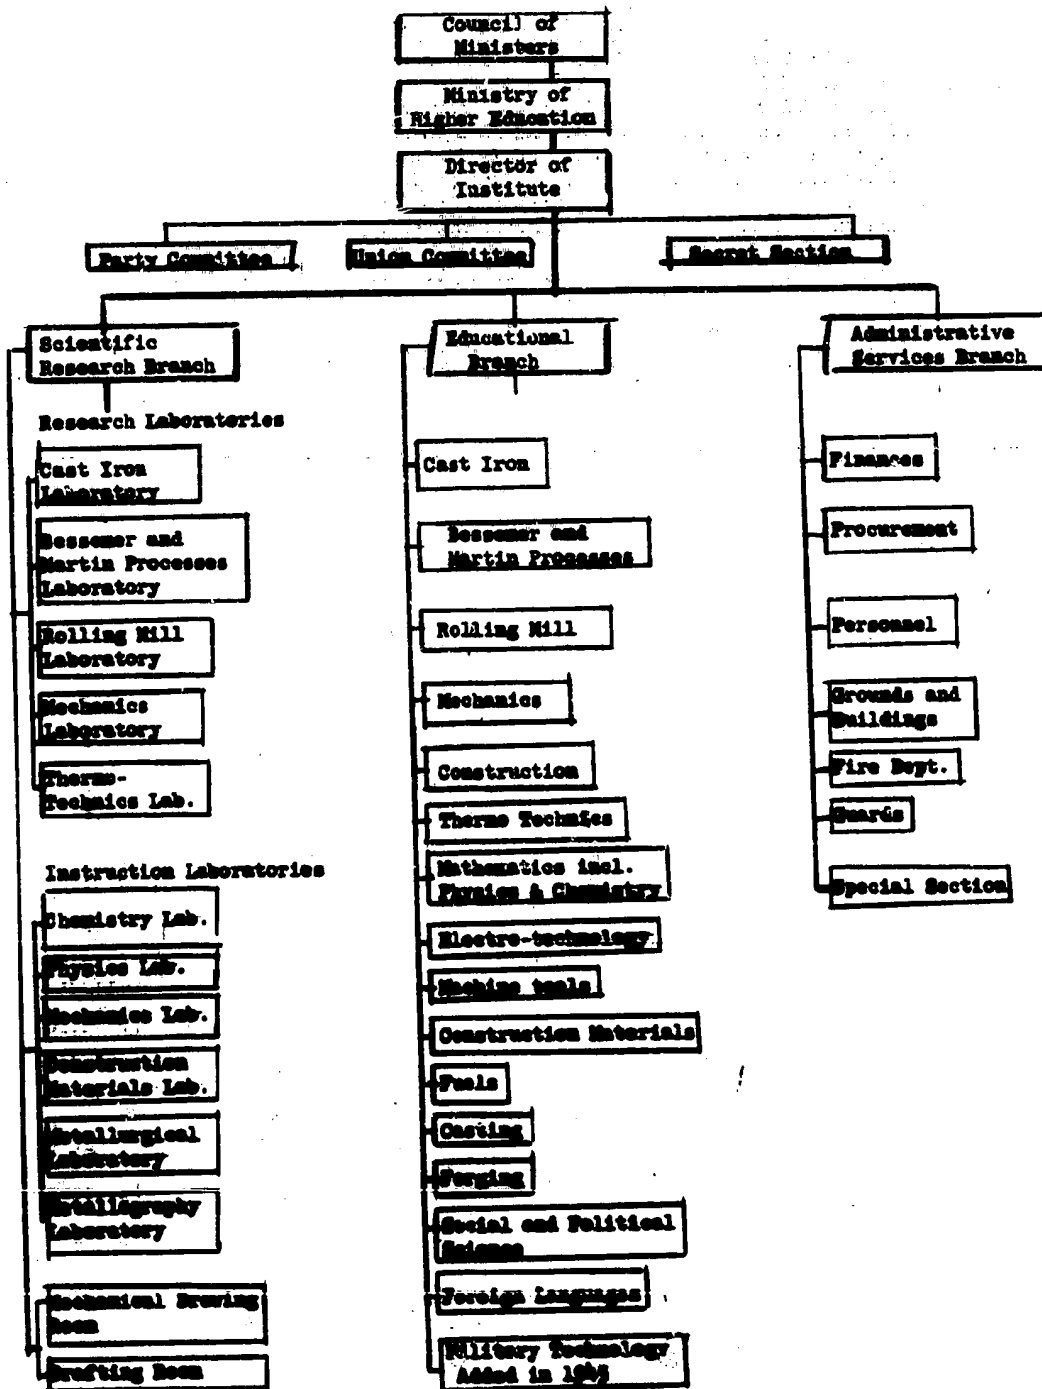 Council of
Ministers
Ministry of
Higher Education
Director of
Institute
Party Committee
Union Committee
Secret Section
Scientific
Research Branch
Research Laboratories
Cast Iron
Laboratory
Bessemer and
Martin Processes
Laboratory
Rolling Mill
Laboratory
Mechanics
Laboratory
Thermo-
Technics Lab.
Instruction Laboratories
Chemistry Lab.
Physics Lab.
Mechanics Lab.
Construction
Materials Lab.
Metallurgical
Laboratory
Metallography
Laboratory
Mechanical Drawing
Room
Drafting Room
Educational
Branch
Cast Iron
Bessemer and
Martin Processes
Rolling Mill
Mechanics
Construction
Thermo Technics
Mathematics incl.
Physics & Chemistry
Electro-technology
Machine tools
Construction Materials
Fuels
Casting
Forging
Social and Political
Science
Foreign Languages
Military Technology
Added in 1945
Administrative
Services Branch
Finances
Procurement
Personnel
Grounds and
Buildings
Fire Dept.
Guards
Special Section